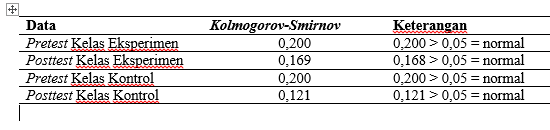 Data Kolmogorov-Smirnov Keterangan
Pretest Kelas Eksperimen 0,200 0,200 > 0,05 = normal
Posttest Kelas Eksperimen 0,169 0,168 > 0,05 = normal
Pretest Kelas Kontrol 0,200 0,200 > 0,05 = normal
Posttest Kelas Kontrol 0,121 0,121 > 0,05 = normal